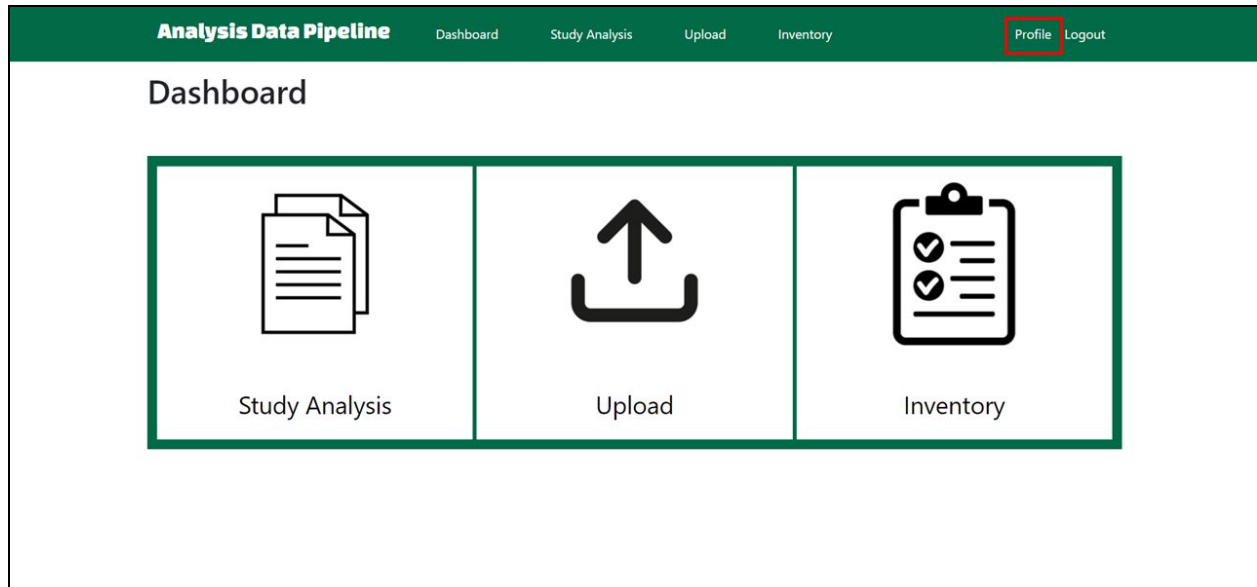 Analysis Data Pipeline Dashboard Study Analysis Upload Inventory Profile Logout
Dashboard
Study Analysis Upload Inventory